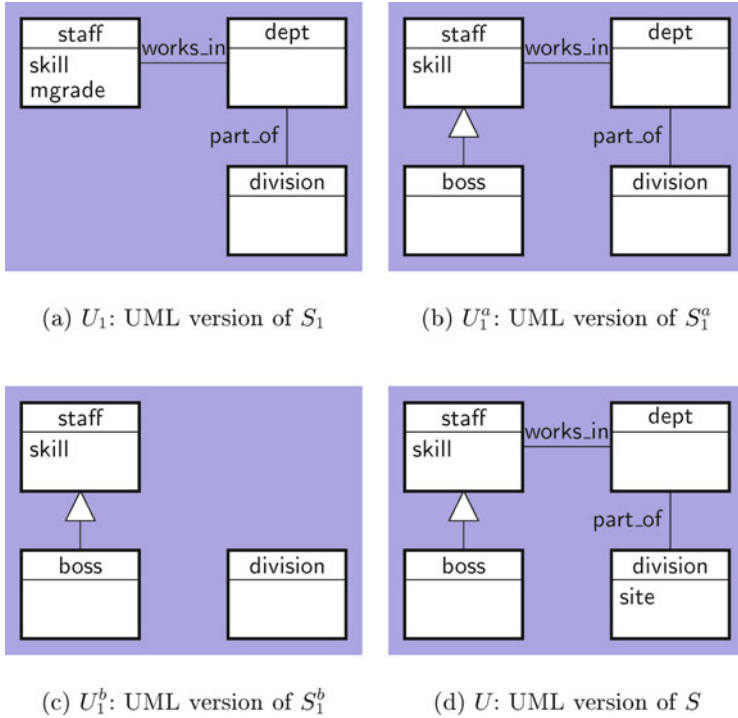 staff
skill
mgrade
works_in
dept
part_of
division
(a) U₁: UML version of S₁
staff
skill
works_in
dept
boss
part_of
division
(b) U₁ᵃ: UML version of S₁ᵃ
staff
skill
boss
division
(c) U₁ᵇ: UML version of S₁ᵇ
staff
skill
works_in
dept
boss
part_of
division
site
(d) U: UML version of S